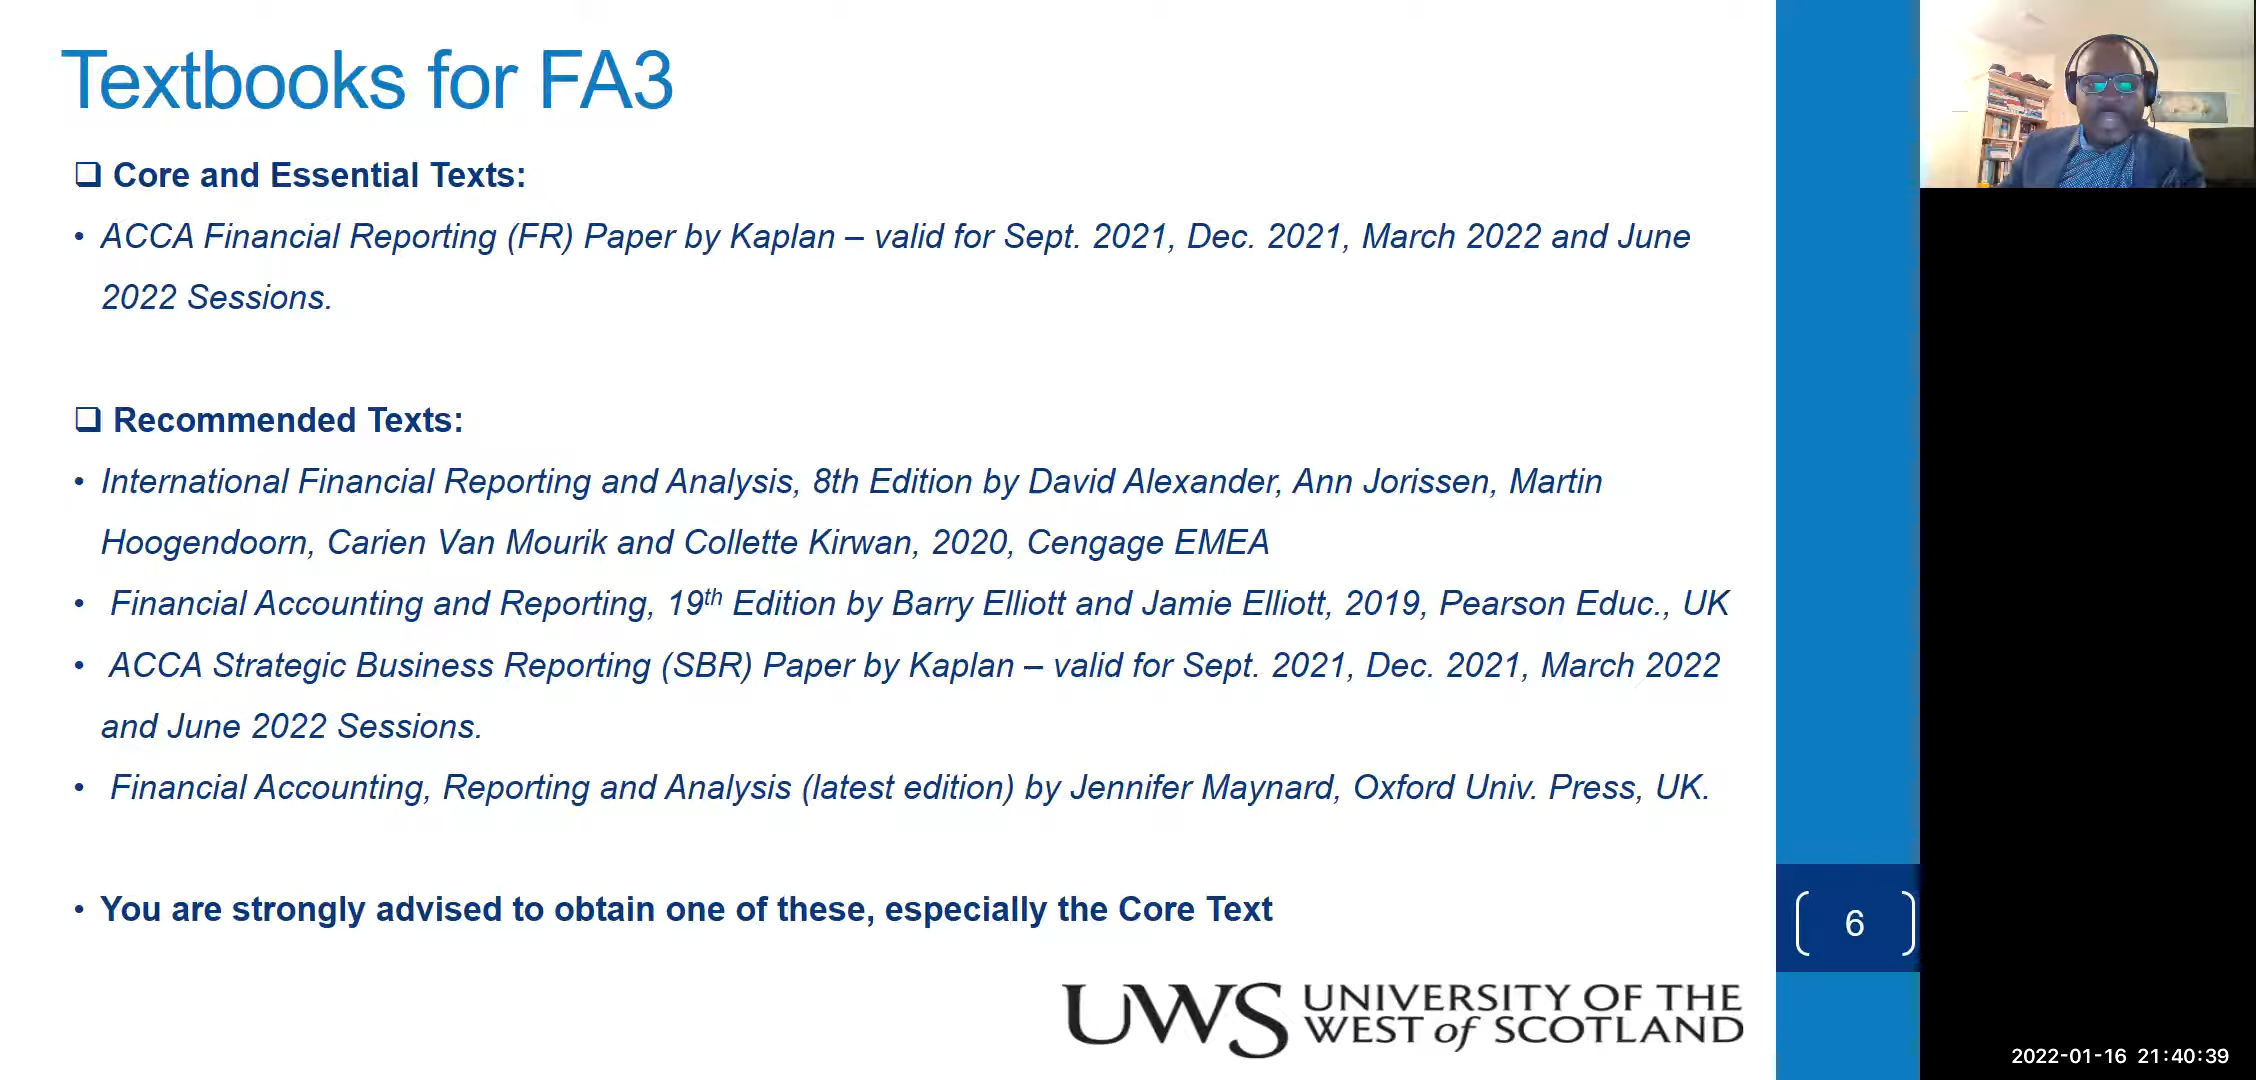 Textbooks for FA3
❑ Core and Essential Texts:
• ACCA Financial Reporting (FR) Paper by Kaplan – valid for Sept. 2021, Dec. 2021, March 2022 and June
2022 Sessions.
❑ Recommended Texts:
• International Financial Reporting and Analysis, 8th Edition by David Alexander, Ann Jorissen, Martin
Hoogendoorn, Carien Van Mourik and Collette Kirwan, 2020, Cengage EMEA
• Financial Accounting and Reporting, 19th Edition by Barry Elliott and Jamie Elliott, 2019, Pearson Educ., UK
• ACCA Strategic Business Reporting (SBR) Paper by Kaplan – valid for Sept. 2021, Dec. 2021, March 2022
and June 2022 Sessions.
• Financial Accounting, Reporting and Analysis (latest edition) by Jennifer Maynard, Oxford Univ. Press, UK.
• You are strongly advised to obtain one of these, especially the Core Text
6
UWS UNIVERSITY OF THE
WEST of SCOTLAND
2022-01-16 21:40:39